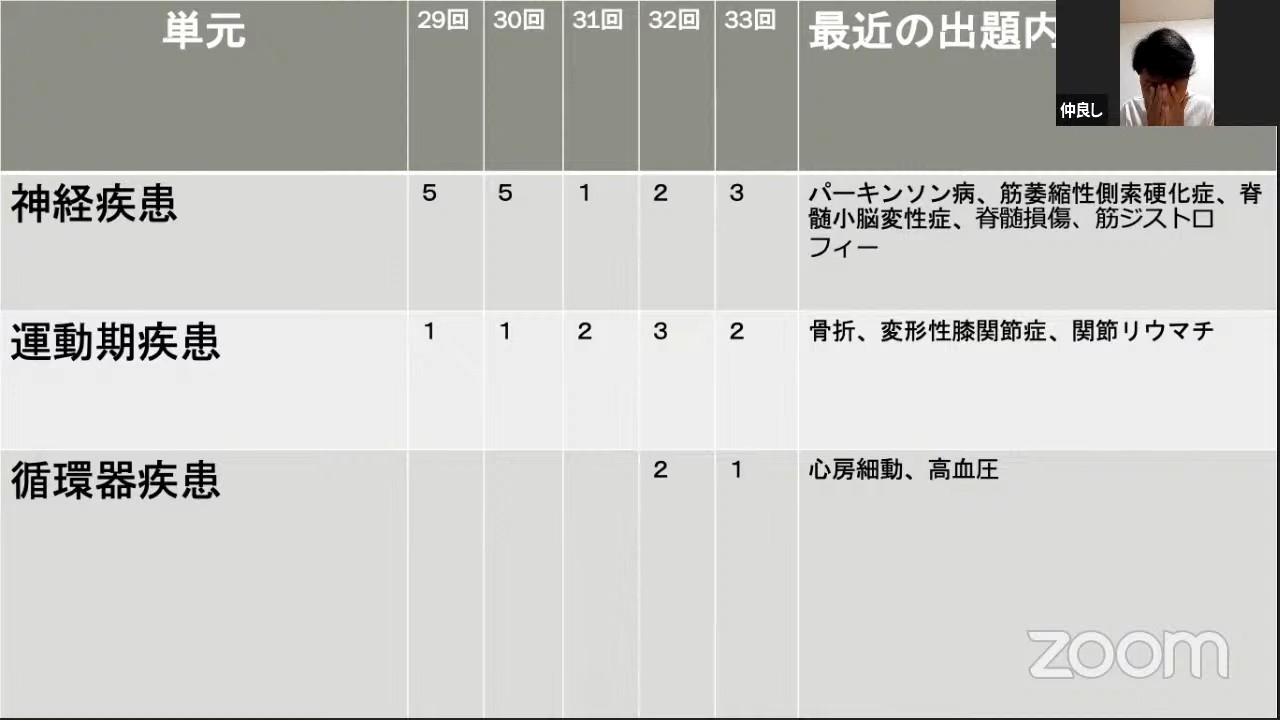 単元 29回 30回 31回 32回 33回 最近の出題内
仲良し
神経疾患 5 5 1 2 3 パーキンソン病、筋萎縮性側索硬化症、脊
髄小脳変性症、脊髄損傷、筋ジストロ
フィー
運動期疾患 1 1 2 3 2 骨折、変形性膝関節症、関節リウマチ
循環器疾患 2 1 心房細動、高血圧
zoom